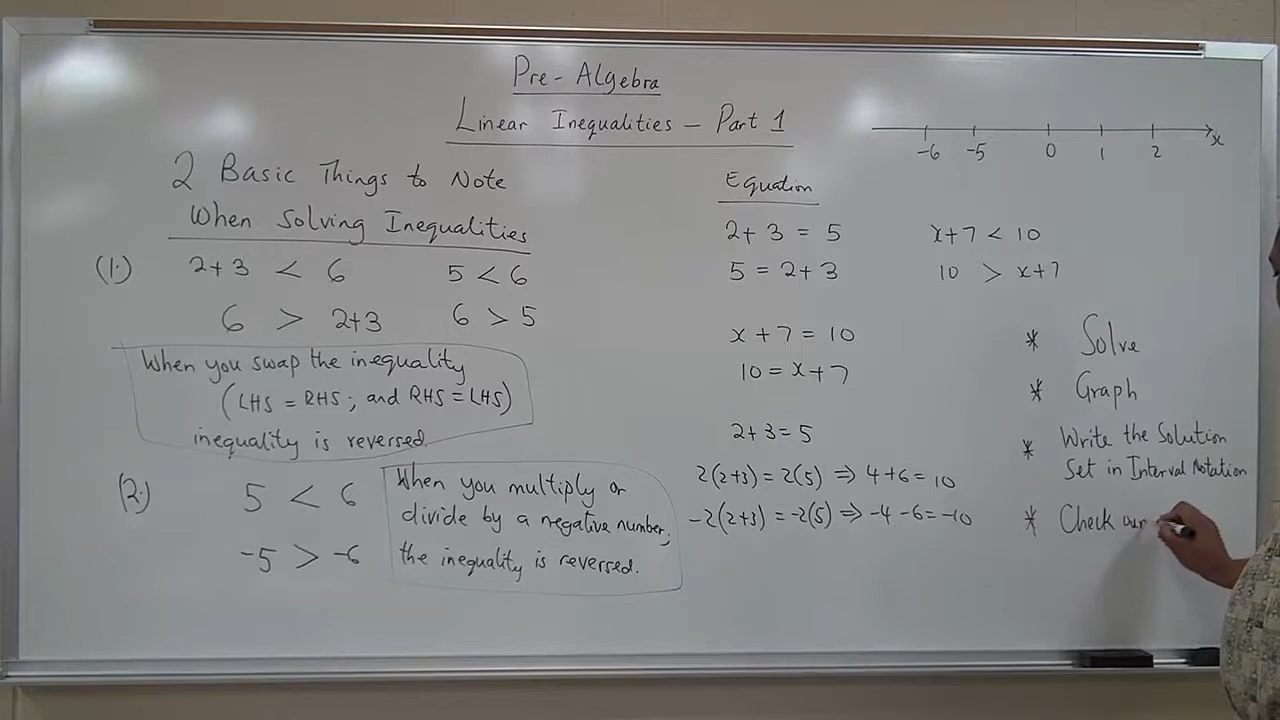 Pre-Algebra
Linear Inequalities - Part 1
2 Basic Things to Note
When Solving Inequalities
(1.) 2+3 < 6 5 < 6
6 > 2+3 6 > 5
When you swap the inequality
(LHS = RHS; and RHS = LHS)
inequality is reversed.
(2.) 5 < 6
-5 > -6
When you multiply or
divide by a negative number,
the inequality is reversed.
Equation
2+3 = 5
5 = 2+3
x+7 = 10
10 = x+7
2+3 = 5
2(2+3) = 2(5) ⇒ 4+6 = 10
-2(2+3) = -2(5) ⇒ -4-6 = -10
-6 -5 0 1 2 x
x+7 < 10
10 > x+7
* Solve
* Graph
* Write the Solution
Set in Interval Notation
* Check our